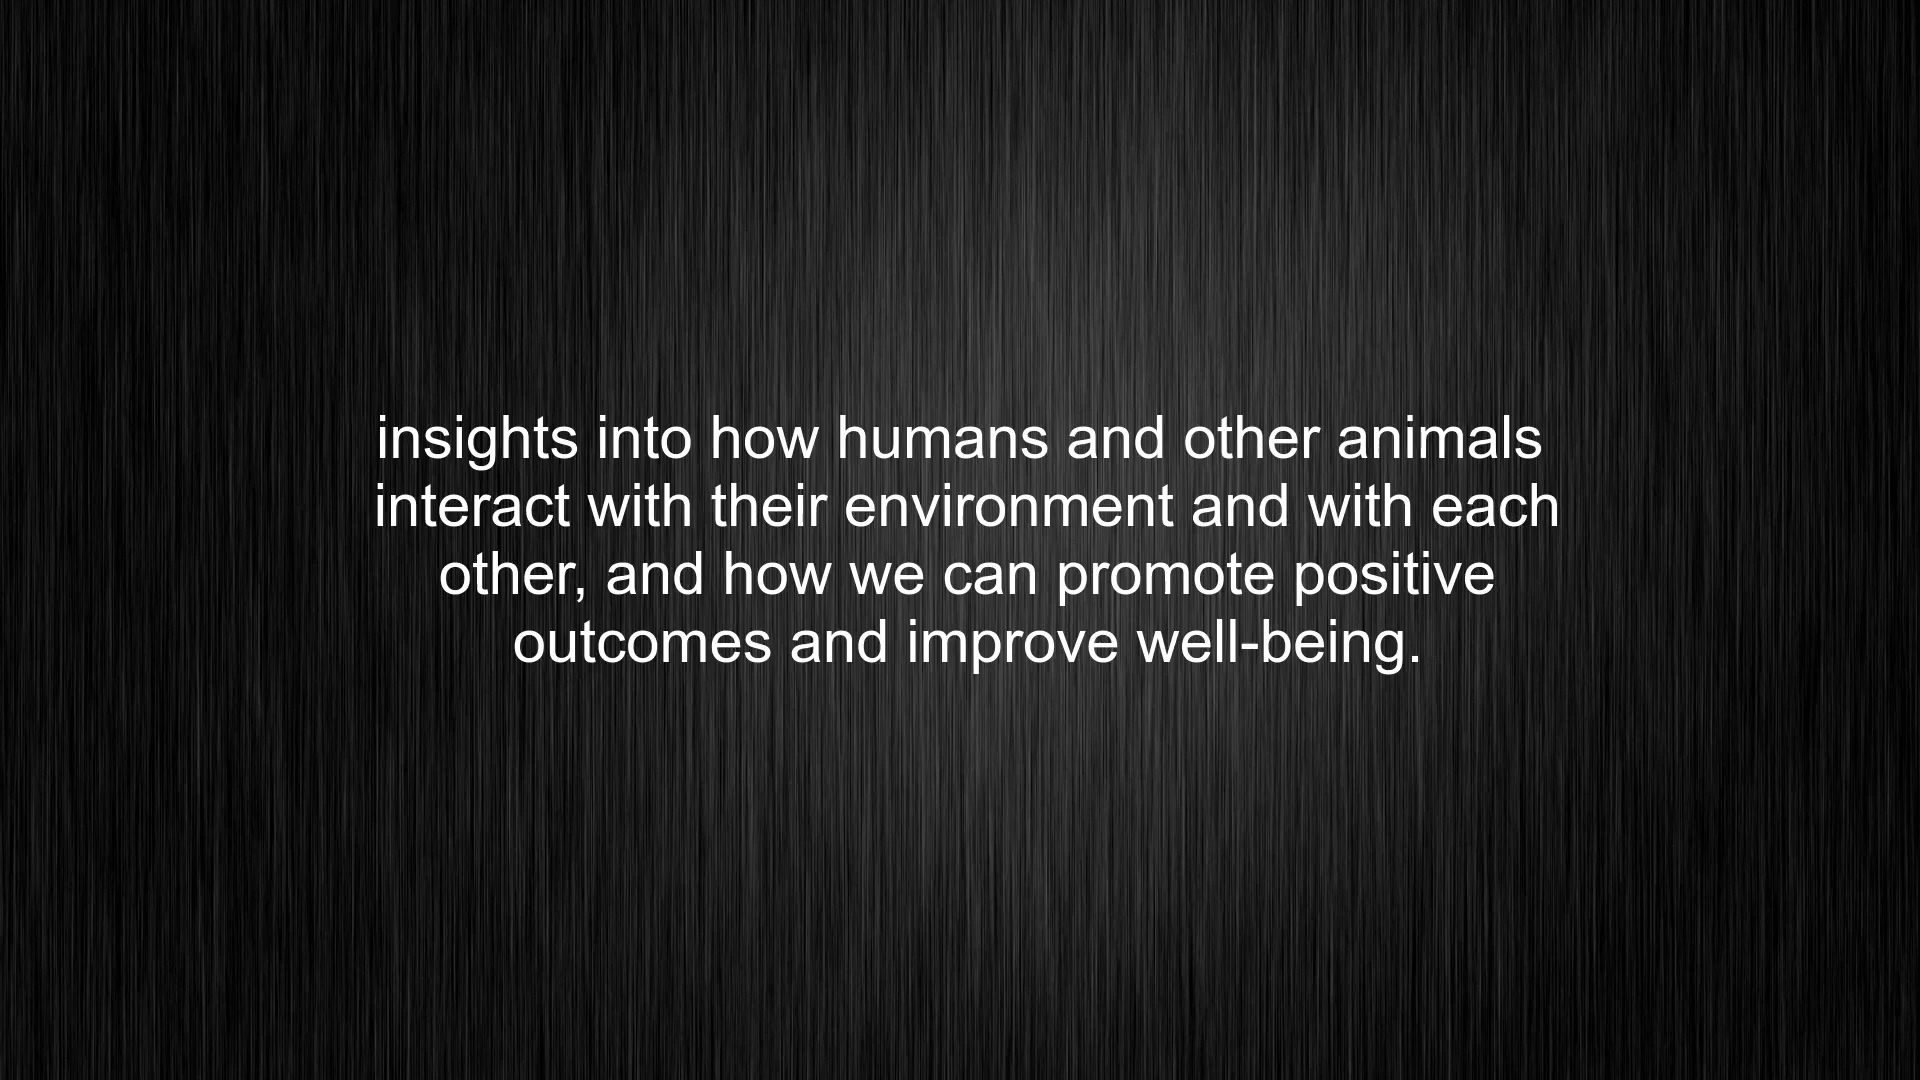 insights into how humans and other animals
interact with their environment and with each
other, and how we can promote positive
outcomes and improve well-being.